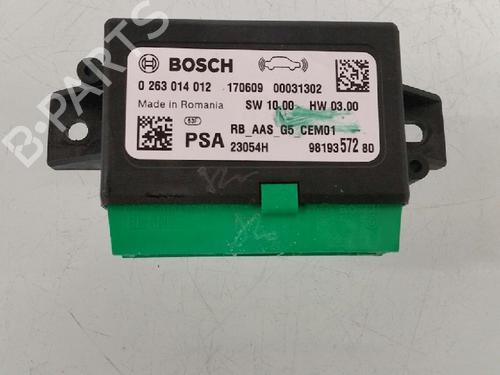 B-PARTS
BOSCH
0 263 014 012 170609 00031302
Made in Romania SW 10.00 HW 03.00
RB_AAS_G5_CEM01
PSA 23054H 98193572 80